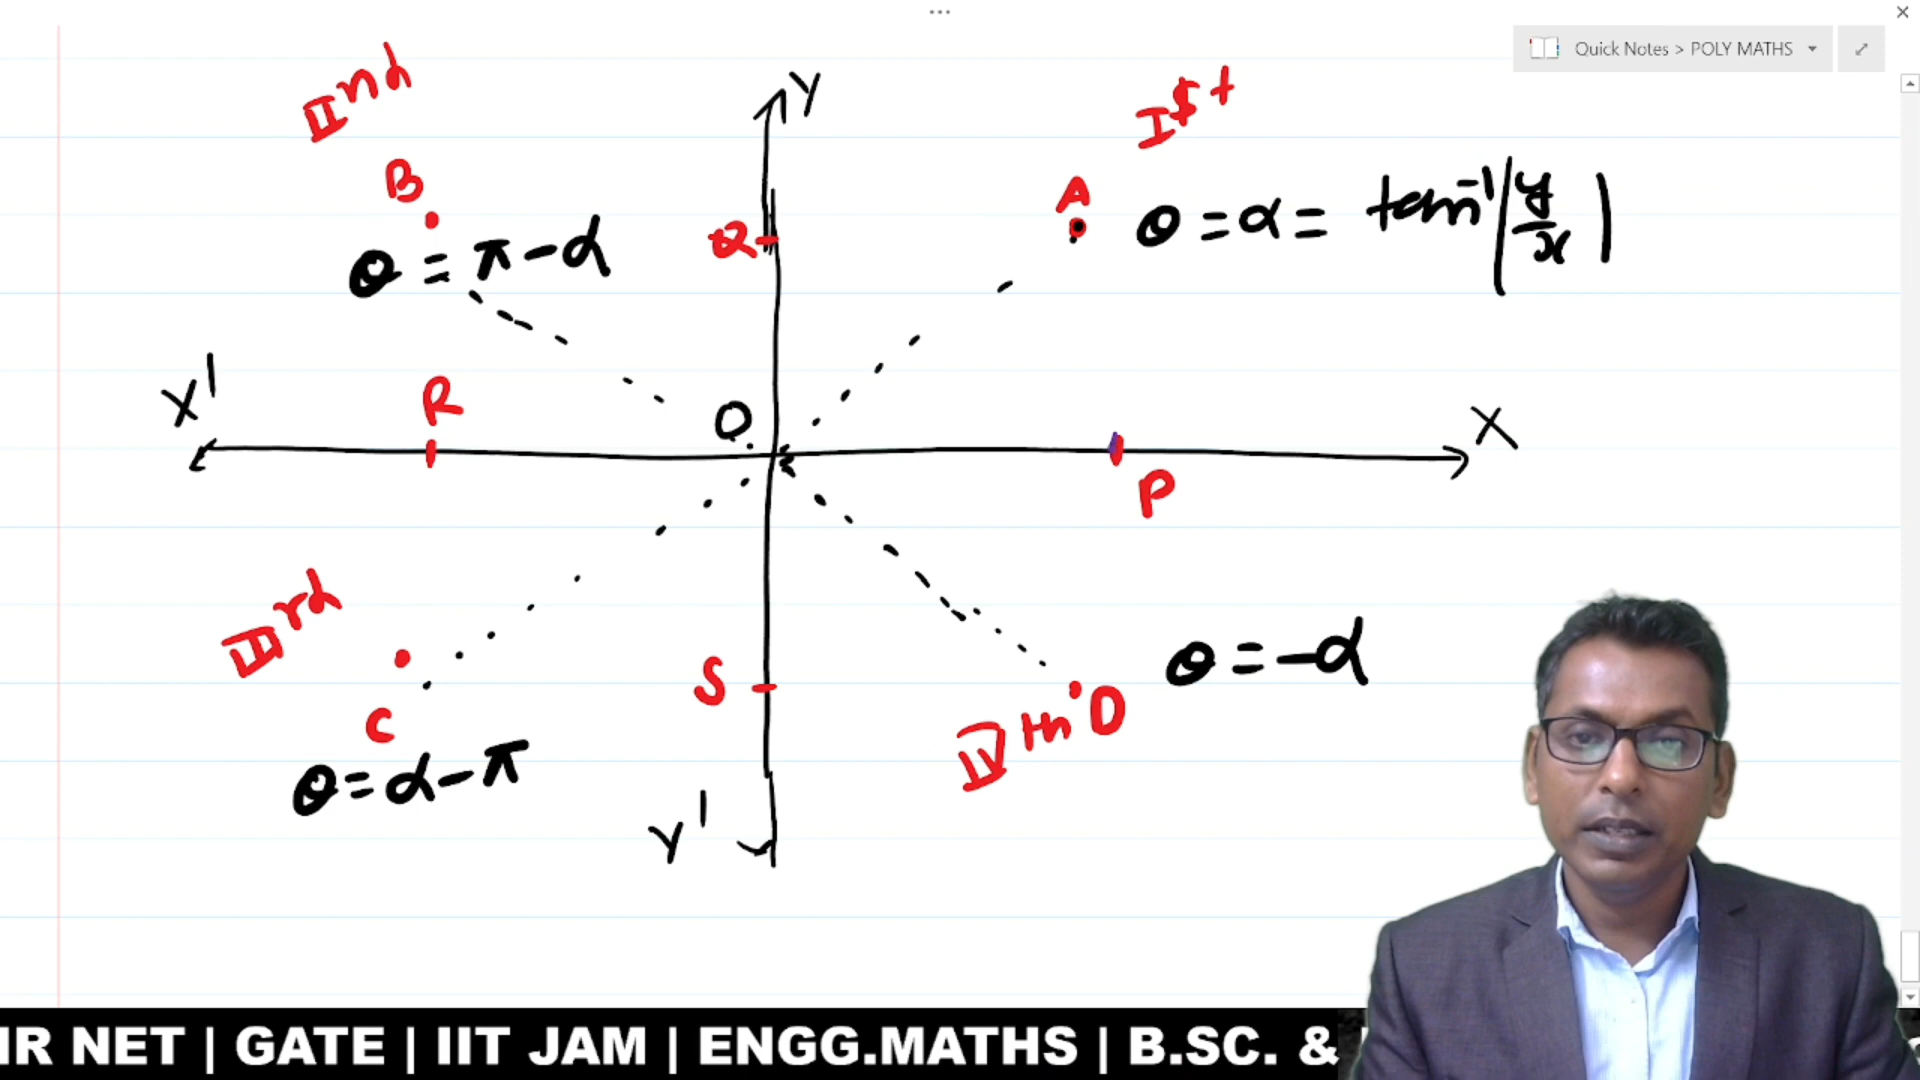 Quick Notes > POLY MATHS
IInd
Y
Ist
B
A
θ = π - α
Q
θ = α = tan⁻¹|y/x|
X'
R
O
X
P
IIIrd
C
S
θ = -α
IVth D
θ = α - π
Y'
IR NET | GATE | IIT JAM | ENGG.MATHS | B.SC. &